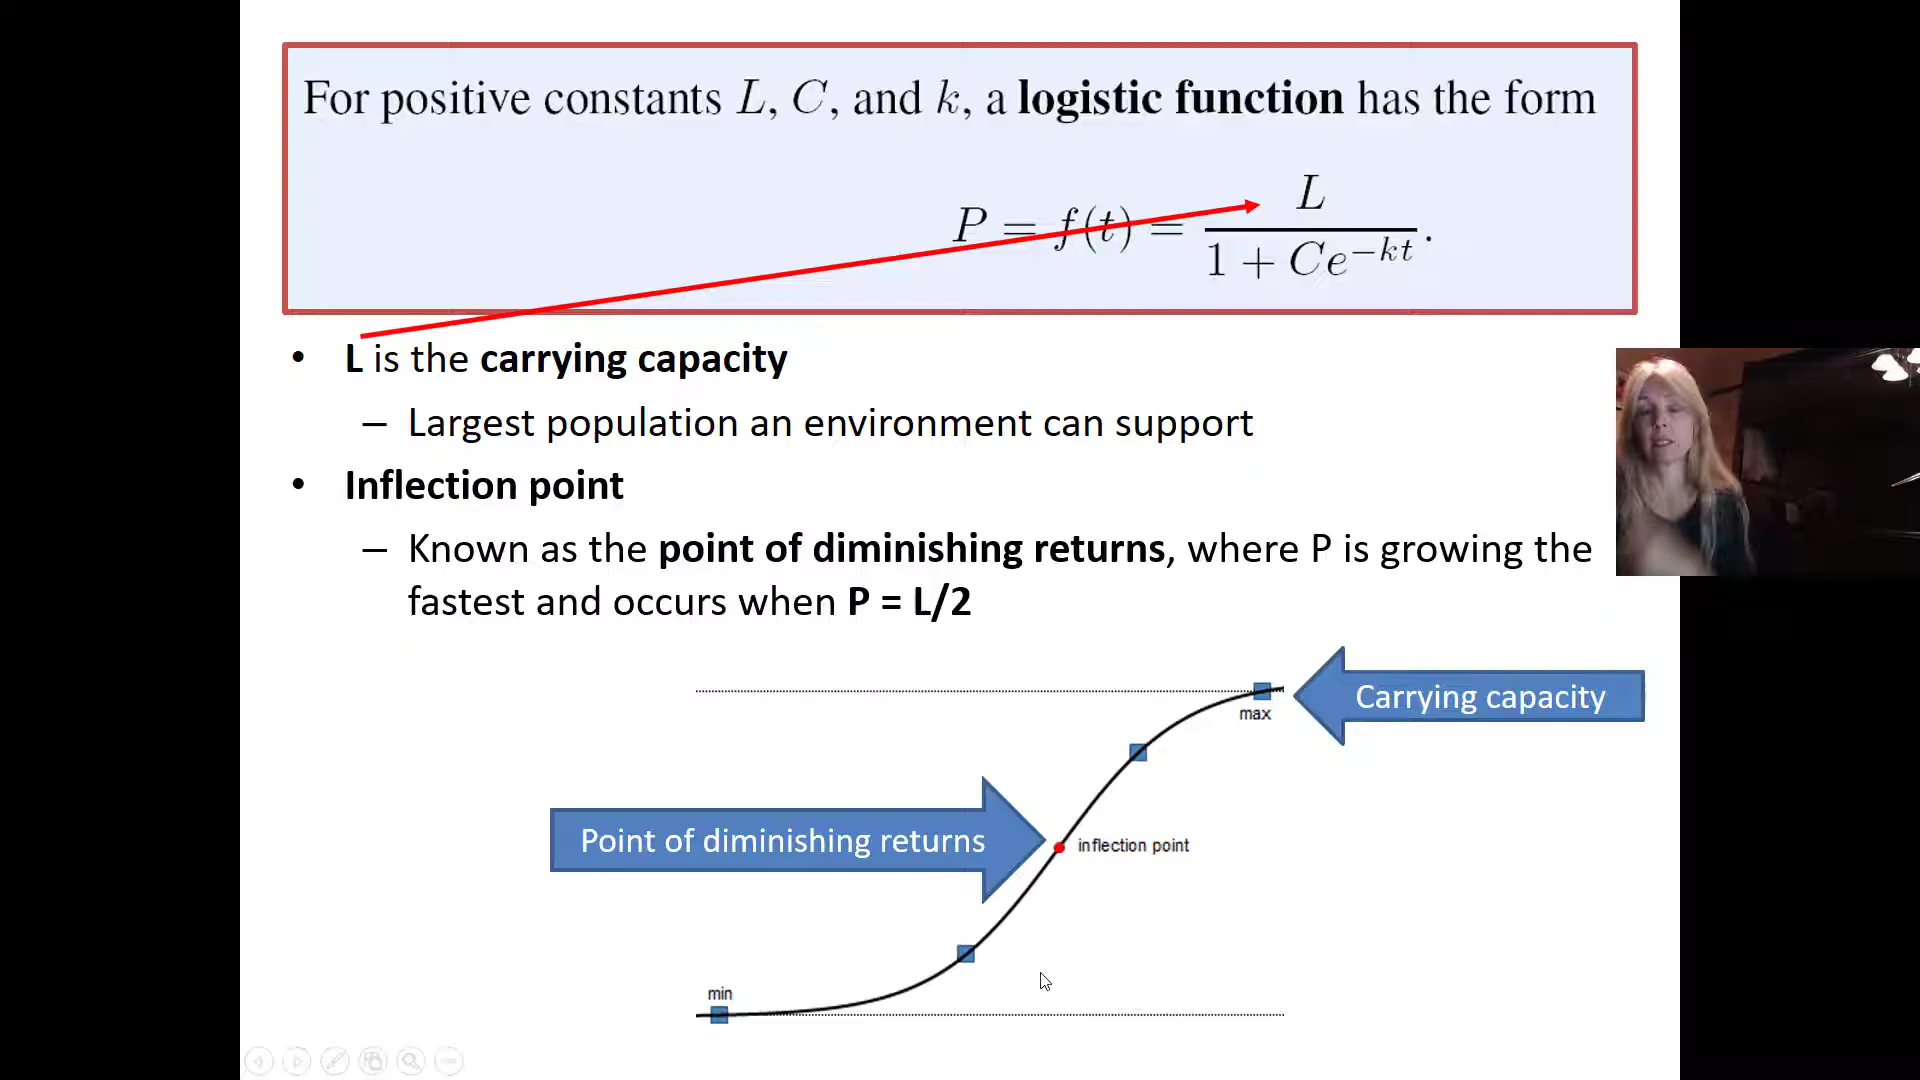 For positive constants L, C, and k, a logistic function has the form
P = f(t) = L / (1 + Ce^{-kt}).
• L is the carrying capacity
– Largest population an environment can support
• Inflection point
– Known as the point of diminishing returns, where P is growing the
fastest and occurs when P = L/2
Carrying capacity
max
Point of diminishing returns
inflection point
min